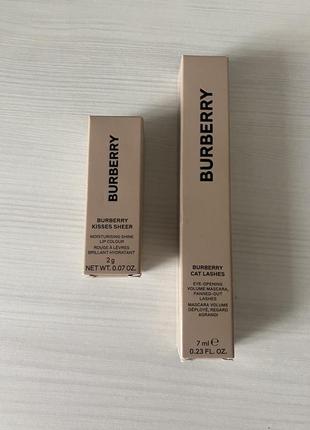 BURBERRY
BURBERRY
KISSES SHEER
MOISTURISING SHINE
LIP COLOUR
ROUGE À LÈVRES
BRILLANT HYDRATANT
2 g
NET WT. 0.07 OZ.
BURBERRY
BURBERRY
CAT LASHES
EYE-OPENING
VOLUME MASCARA,
FANNED-OUT
LASHES
MASCARA VOLUME
DÉPLOYÉ, REGARD
AGRANDI
7 ml ℮
0.23 FL. OZ.